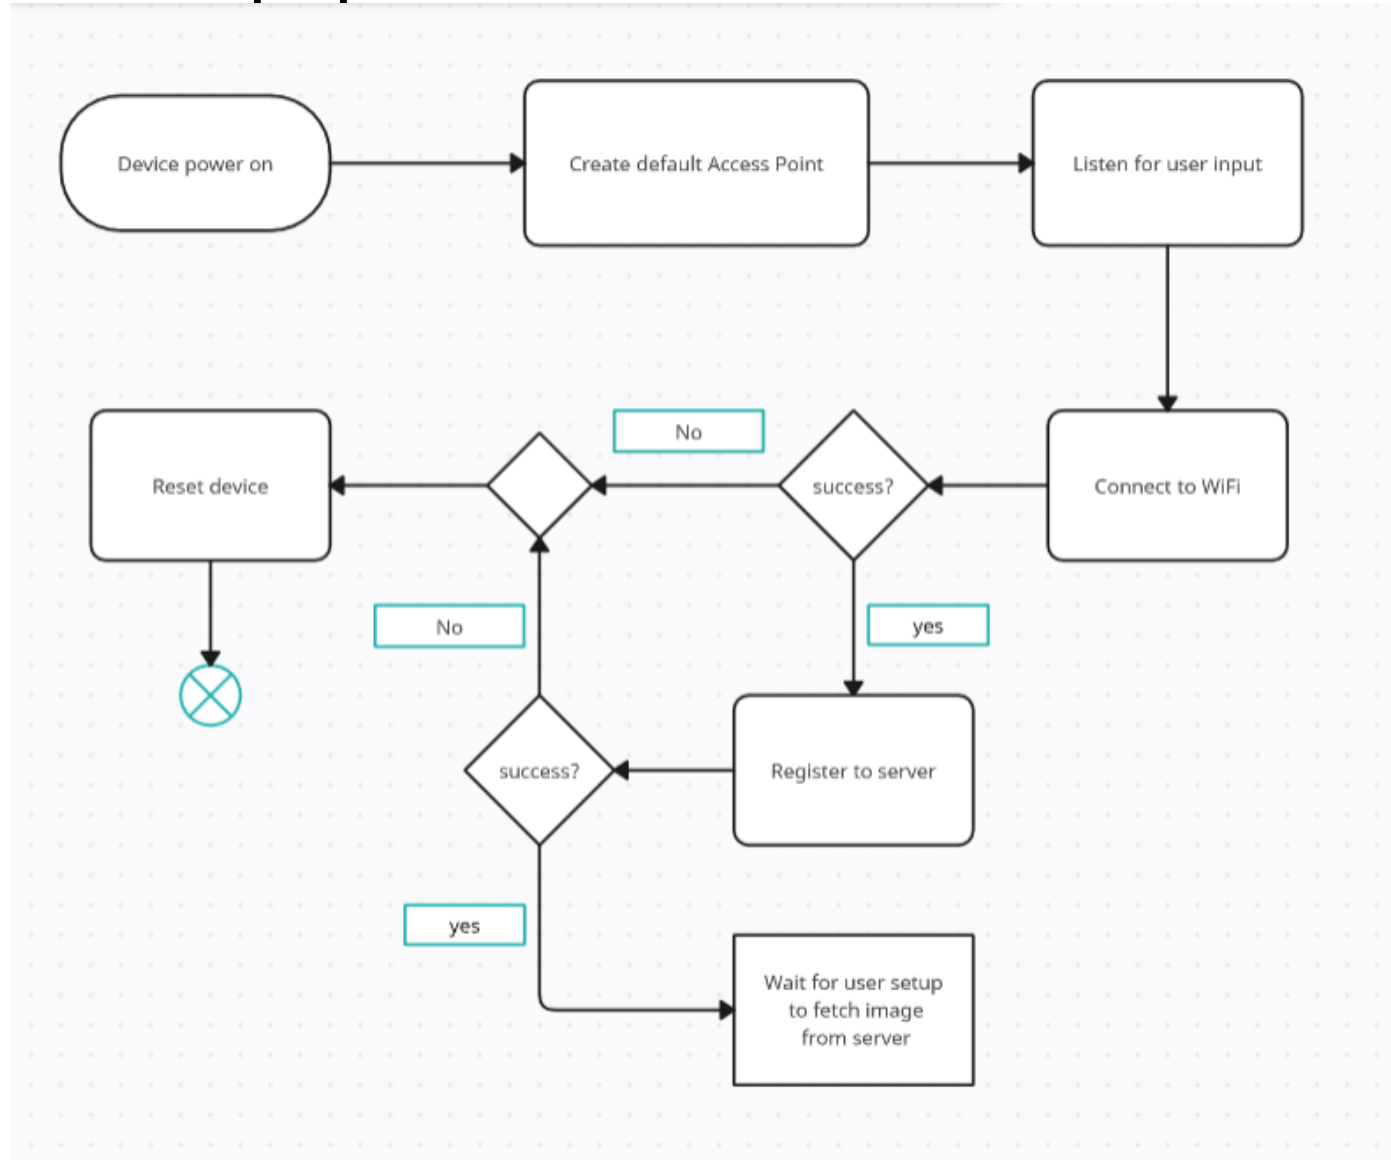 Device power on
Create default Access Point
Listen for user input
Reset device
No
success?
Connect to WiFi
No
yes
success?
Register to server
yes
Wait for user setup
to fetch image
from server